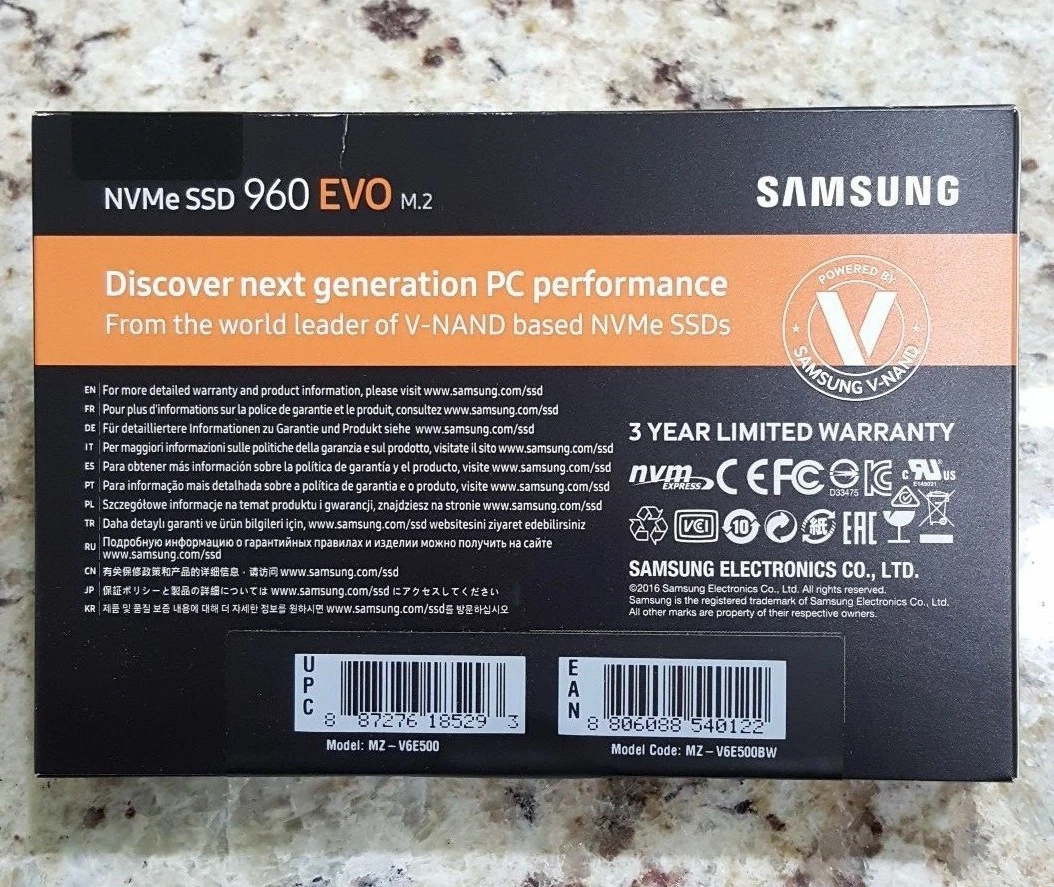 NVMe SSD 960 EVO M.2
SAMSUNG
Discover next generation PC performance
From the world leader of V-NAND based NVMe SSDs
POWERED BY
V
SAMSUNG V-NAND
EN For more detailed warranty and product information, please visit www.samsung.com/ssd
FR Pour plus d'informations sur la police de garantie et le produit, consultez www.samsung.com/ssd
DE Für detailliertere Informationen zu Garantie und Produkt siehe www.samsung.com/ssd
IT Per maggiori informazioni sulle politiche della garanzia e sul prodotto, visitate il sito www.samsung.com/ssd
ES Para obtener más información sobre la política de garantía y el producto, visite www.samsung.com/ssd
PT Para informação mais detalhada sobre a política de garantia e o produto, visite www.samsung.com/ssd
PL Szczegółowe informacje na temat produktu i gwarancji, znajdziesz na stronie www.samsung.com/ssd
TR Daha detaylı garanti ve ürün bilgileri için, www.samsung.com/ssd websitesini ziyaret edebilirsiniz
RU Подробную информацию о гарантийных правилах и изделии можно получить на сайте
www.samsung.com/ssd
CN 有关保修政策和产品的详细信息，请访问 www.samsung.com/ssd
JP 保証ポリシーと製品の詳細については www.samsung.com/ssd にアクセスしてください
KR 제품 및 품질 보증 내용에 대해 더 자세한 정보를 원하시면 www.samsung.com/ssd를 방문하십시오
3 YEAR LIMITED WARRANTY
nvm EXPRESS CE FC D33475 c RU US E149021
VCI 10 紙 EAC
SAMSUNG ELECTRONICS CO., LTD.
©2016 Samsung Electronics Co., Ltd. All rights reserved.
Samsung is the registered trademark of Samsung Electronics Co., Ltd.
All other marks are property of their respective owners.
UPC
8 87276 18529 3
Model: MZ-V6E500
EAN
8 806088 540122
Model Code: MZ-V6E500BW